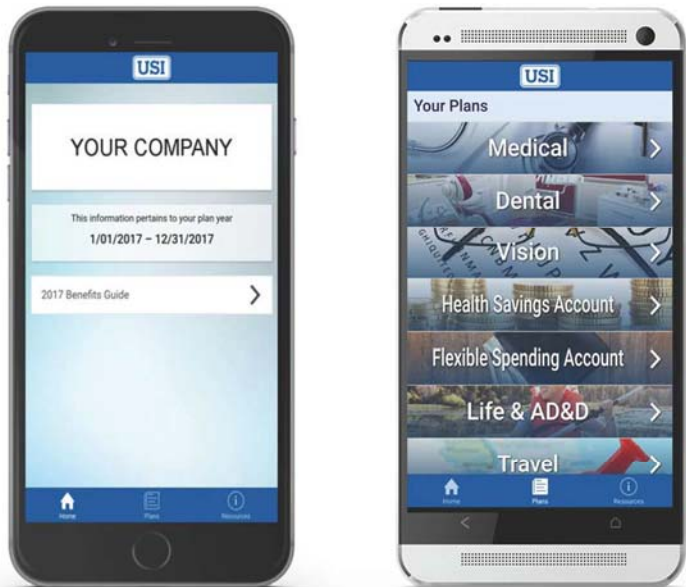 USI
YOUR COMPANY
This information pertains to your plan year
1/01/2017 – 12/31/2017
2017 Benefits Guide
Home
Plans
Resources
USI
Your Plans
Medical
Dental
Vision
Health Savings Account
Flexible Spending Account
Life & AD&D
Travel
Home
Plans
Resources